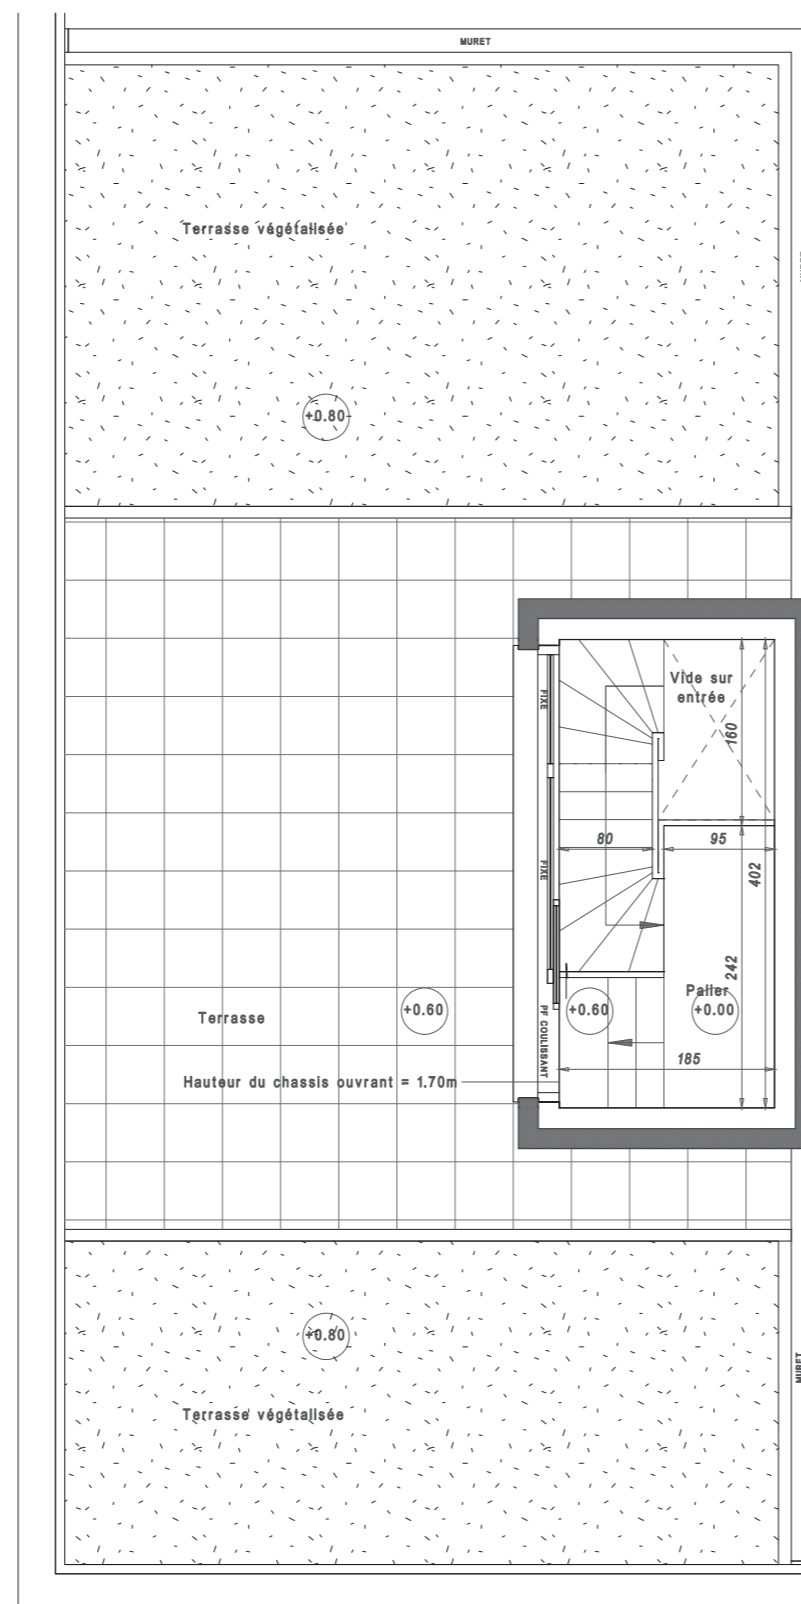 MURET
Terrasse végétalisée
+0.80
Vide sur
entrée
160
FIXE
80
95
FIXE
402
242
Palier
+0.60
+0.60
+0.00
Terrasse
PF COULISSANT
185
Hauteur du chassis ouvrant = 1.70m
+0.80
MURET
Terrasse végétalisée